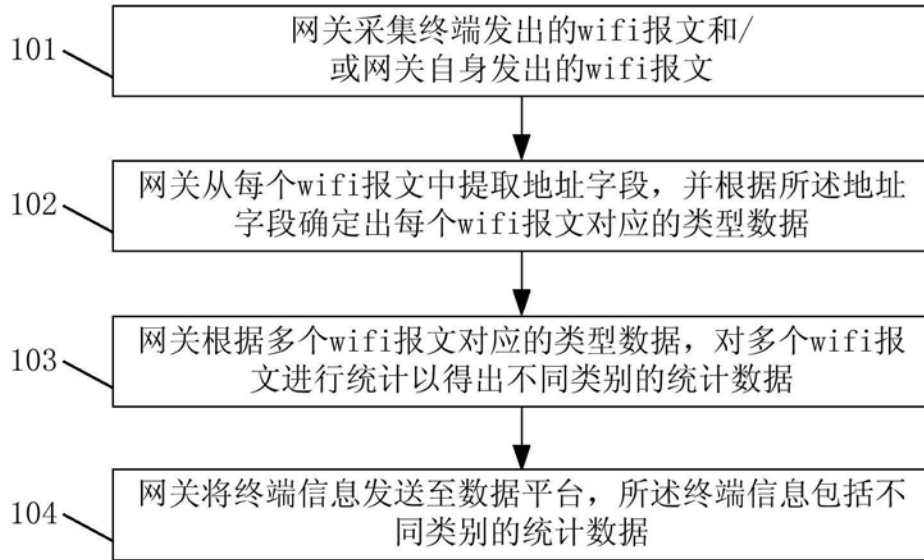 101
网关采集终端发出的wifi报文和/
或网关自身发出的wifi报文
102
网关从每个wifi报文中提取地址字段，并根据所述地址
字段确定出每个wifi报文对应的类型数据
103
网关根据多个wifi报文对应的类型数据，对多个wifi报
文进行统计以得出不同类别的统计数据
104
网关将终端信息发送至数据平台，所述终端信息包括不
同类别的统计数据